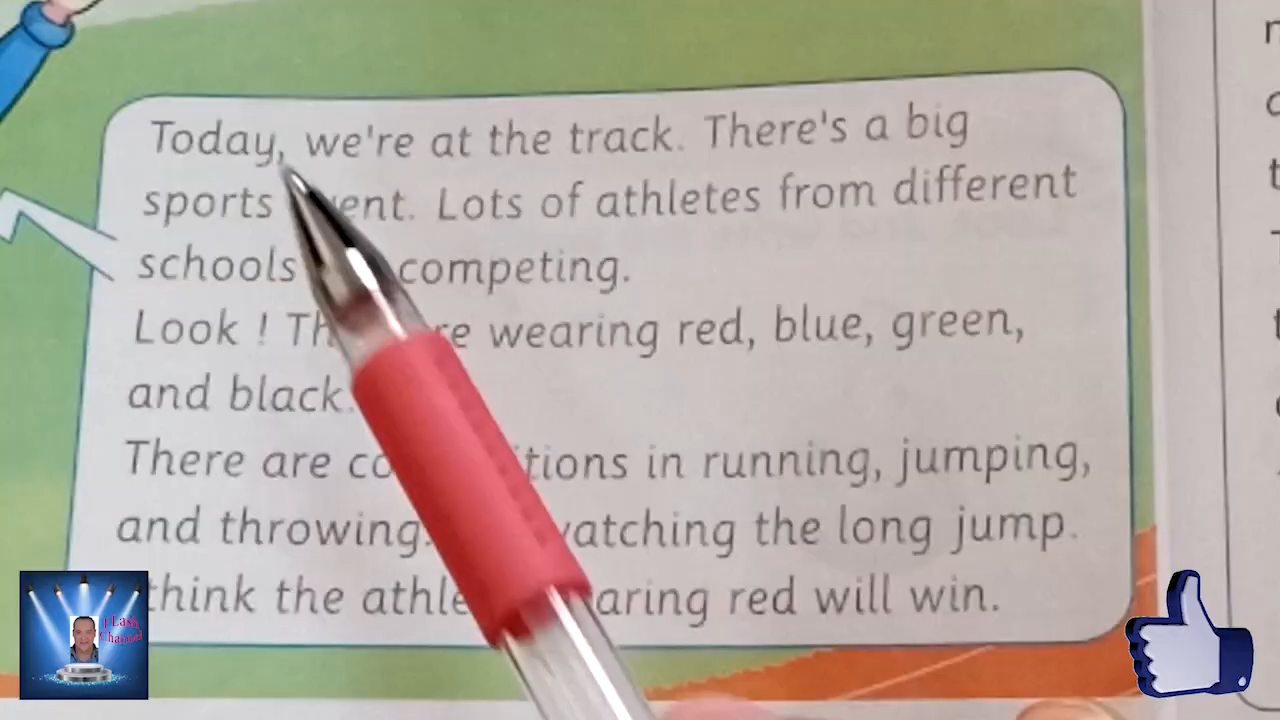 Today, we're at the track. There's a big
sports ent. Lots of athletes from different
schools competing.
Look ! Th re wearing red, blue, green,
and black.
There are co itions in running, jumping,
and throwing. watching the long jump.
think the athle aring red will win.
Flash
Channel